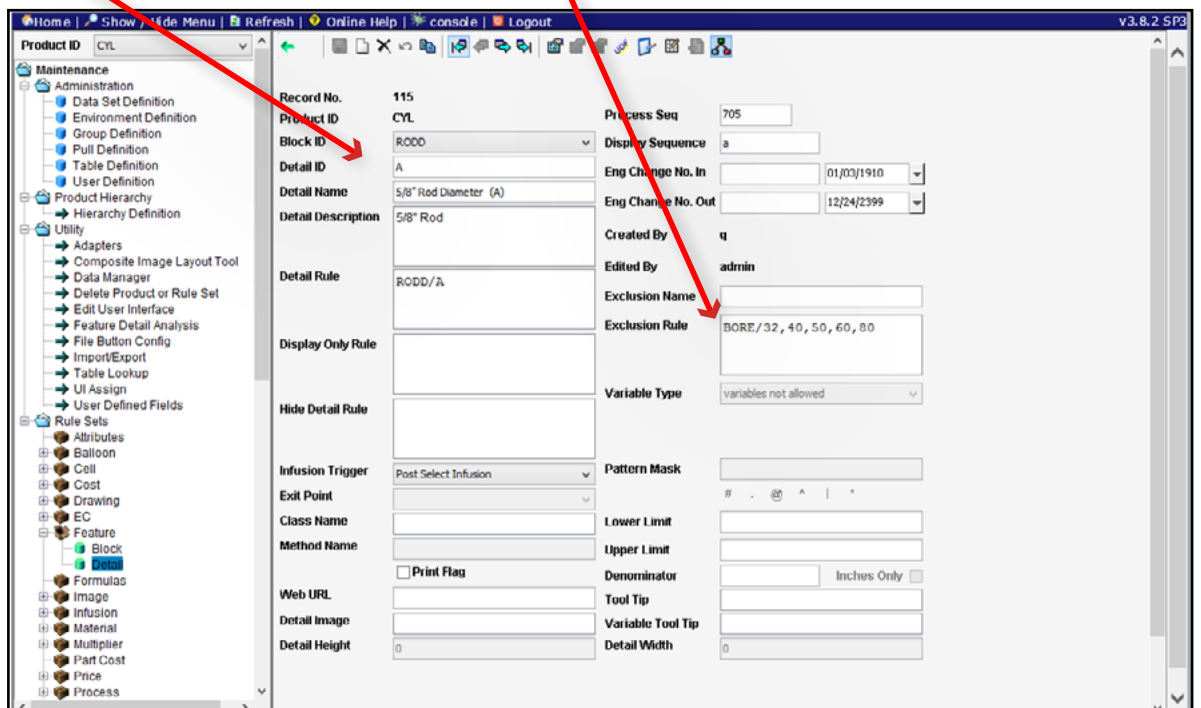 Home | Show / Hide Menu | Refresh | Online Help | console | Logout v3.8.2 SP3
Product ID CYL
Maintenance
Administration
Data Set Definition
Environment Definition
Group Definition
Pull Definition
Table Definition
User Definition
Product Hierarchy
Hierarchy Definition
Utility
Adapters
Composite Image Layout Tool
Data Manager
Delete Product or Rule Set
Edit User Interface
Feature Detail Analysis
File Button Config
Import/Export
Table Lookup
UI Assign
User Defined Fields
Rule Sets
Attributes
Balloon
Cell
Cost
Drawing
EC
Feature
Block
Detail
Formulas
Image
Infusion
Material
Multiplier
Part Cost
Price
Process
Record No. 115
Product ID CYL
Block ID RODD
Detail ID A
Detail Name 5/8" Rod Diameter (A)
Detail Description 5/8" Rod
Detail Rule RODD/A
Display Only Rule
Hide Detail Rule
Infusion Trigger Post Select Infusion
Exit Point
Class Name
Method Name
Print Flag
Web URL
Detail Image
Detail Height 0
Process Seq 705
Display Sequence a
Eng Change No. In 01/03/1910
Eng Change No. Out 12/24/2399
Created By q
Edited By admin
Exclusion Name
Exclusion Rule BORE/32,40,50,60,80
Variable Type variables not allowed
Pattern Mask
# . @ ^ | *
Lower Limit
Upper Limit
Denominator Inches Only
Tool Tip
Variable Tool Tip
Detail Width 0